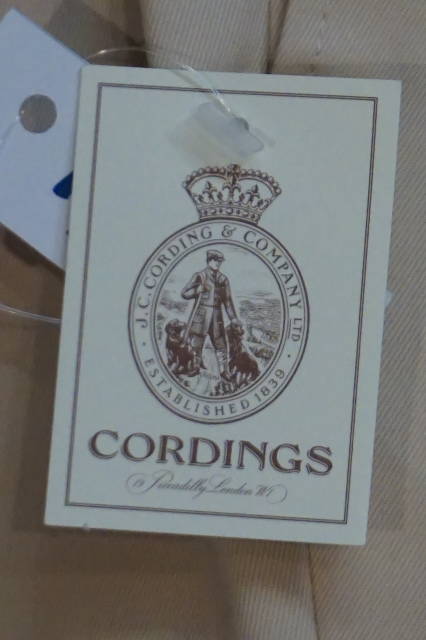 J.C. CORDING & COMPANY LTD
ESTABLISHED 1839
CORDINGS
19 Piccadilly London W1